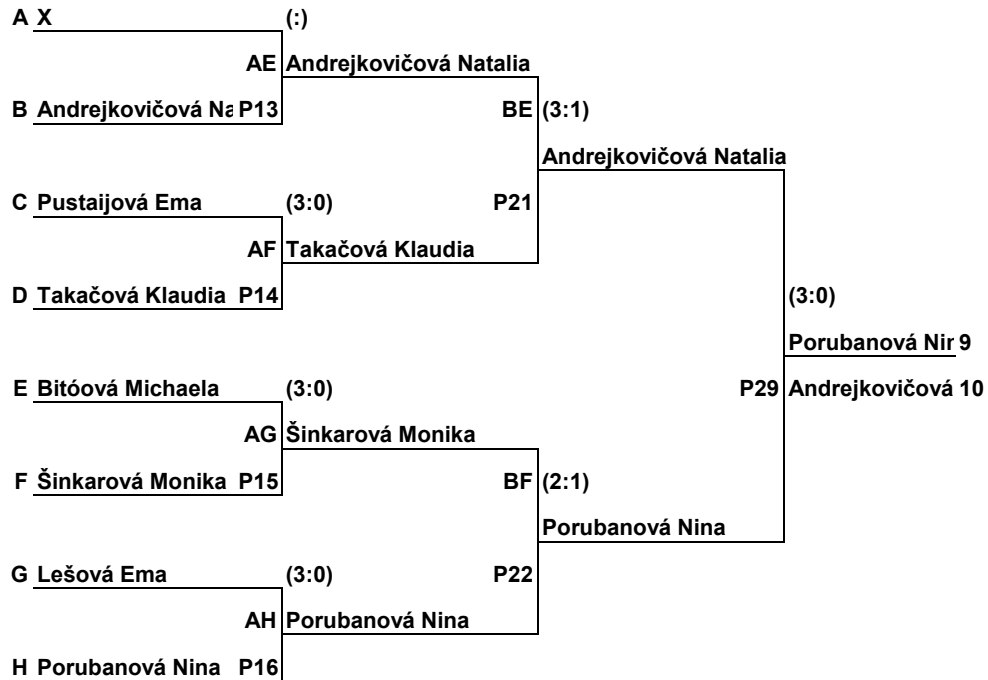 A X (:)
AE Andrejkovičová Natalia
B Andrejkovičová Na P13 BE (3:1)
Andrejkovičová Natalia
C Pustaijová Ema (3:0) P21
AF Takačová Klaudia
D Takačová Klaudia P14 (3:0)
Porubanová Nir 9
E Bitóová Michaela (3:0) P29 Andrejkovičová 10
AG Šinkarová Monika
F Šinkarová Monika P15 BF (2:1)
Porubanová Nina
G Lešová Ema (3:0) P22
AH Porubanová Nina
H Porubanová Nina P16